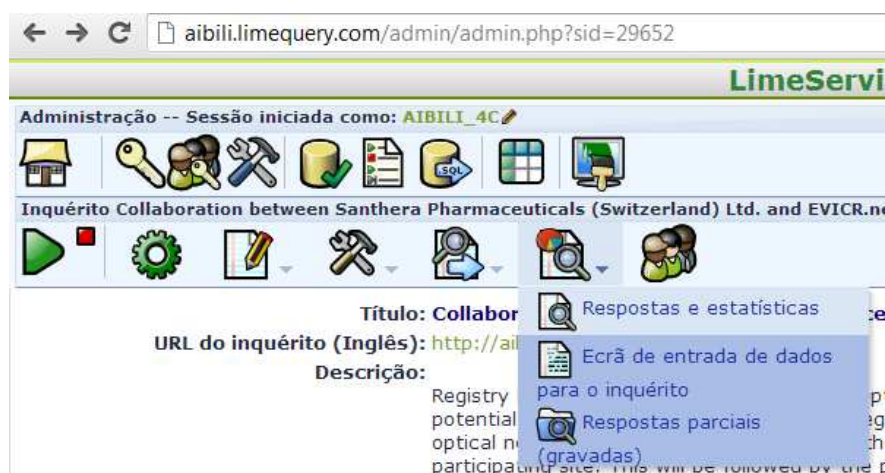 aibili.limequery.com/admin/admin.php?sid=29652
LimeServi
Administração -- Sessão iniciada como: AIBILI_4C
.SQL
Inquérito Collaboration between Santhera Pharmaceuticals (Switzerland) Ltd. and EVICR.ne
Título: Collabor
Respostas e estatísticas
URL do inquérito (Inglês): http://ail
Ecrã de entrada de dados
para o inquérito
Descrição:
Registry
potential
Respostas parciais
(gravadas)
optical n
participating site. This will be followed by the